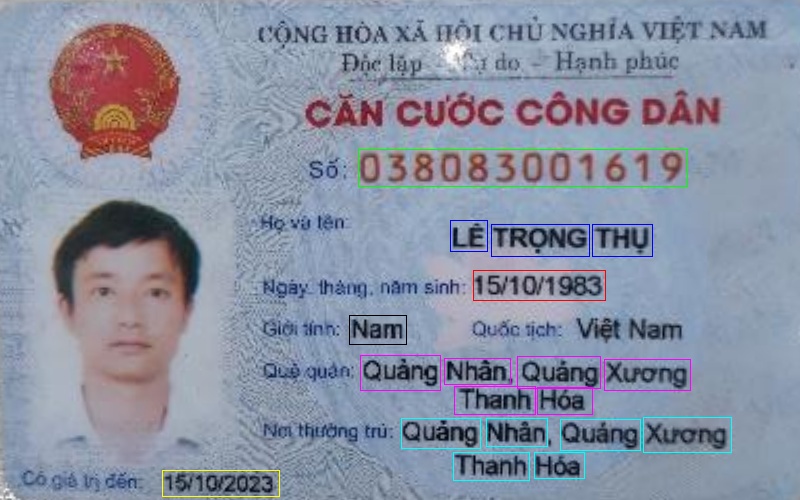 CỘNG HÒA XÃ HỘI CHỦ NGHĨA VIỆT NAM
Độc lập - Tự do - Hạnh phúc
CĂN CƯỚC CÔNG DÂN
Số: 038083001619
Họ và tên:
LÊ TRỌNG THỤ
Ngày, tháng, năm sinh: 15/10/1983
Giới tính: Nam Quốc tịch: Việt Nam
Quê quán: Quảng Nhân, Quảng Xương
Thanh Hóa
Nơi thường trú: Quảng Nhân, Quảng Xương
Thanh Hóa
Có giá trị đến: 15/10/2023